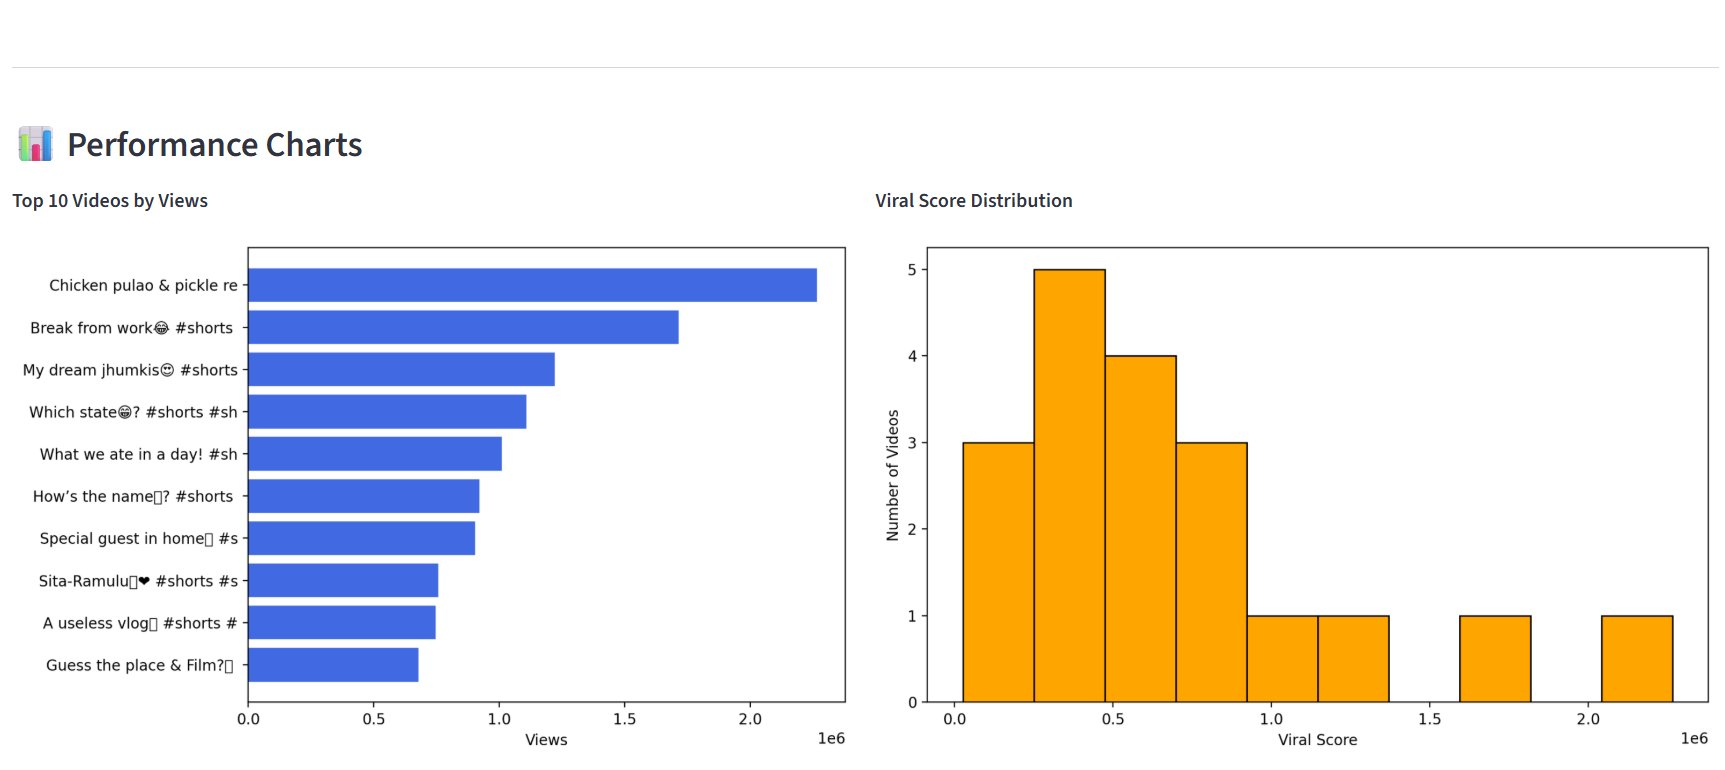 📊 Performance Charts
Top 10 Videos by Views
Chicken pulao & pickle re
Break from work😂 #shorts
My dream jhumkis😍 #shorts
Which state😁? #shorts #sh
What we ate in a day! #sh
How’s the name▯? #shorts
Special guest in home▯ #s
Sita-Ramulu▯❤ #shorts #s
A useless vlog▯ #shorts #
Guess the place & Film?▯
0.0 0.5 1.0 1.5 2.0
1e6
Views
Viral Score Distribution
Number of Videos
5
4
3
2
1
0
0.0 0.5 1.0 1.5 2.0
1e6
Viral Score